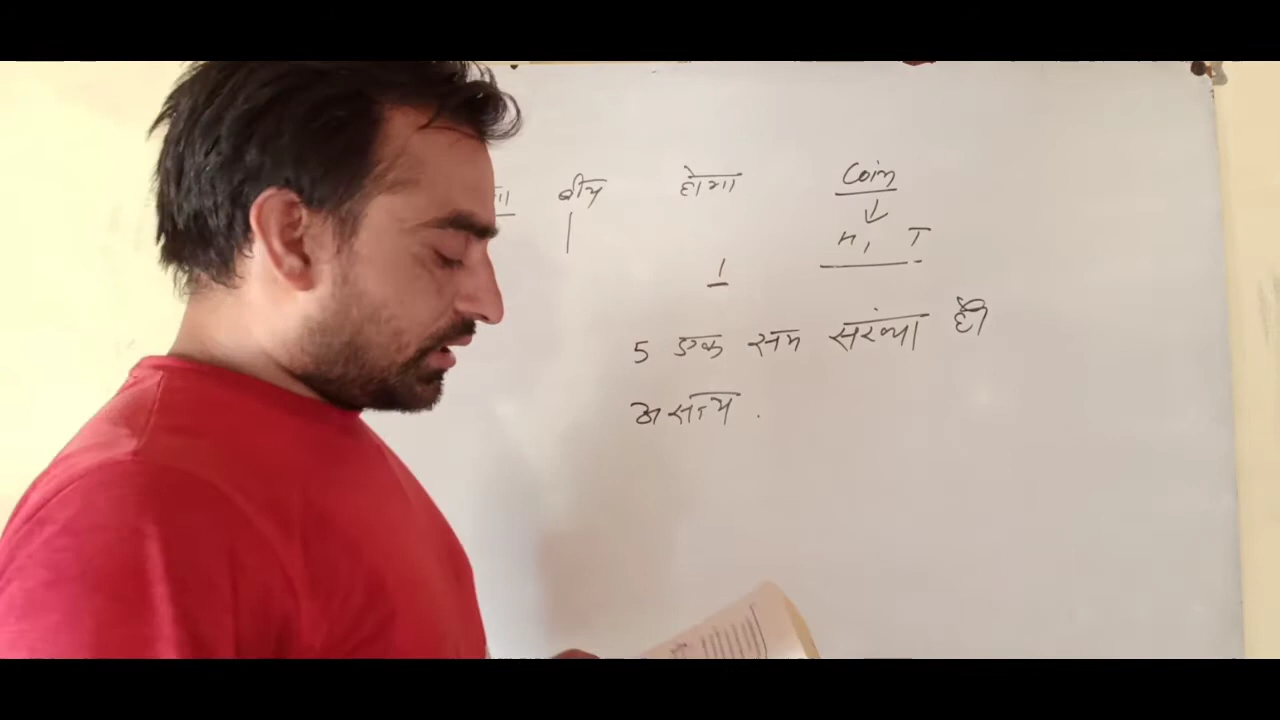 बीच होगा Coin
H, T
1
5 एक सम संख्या है।
असत्य .